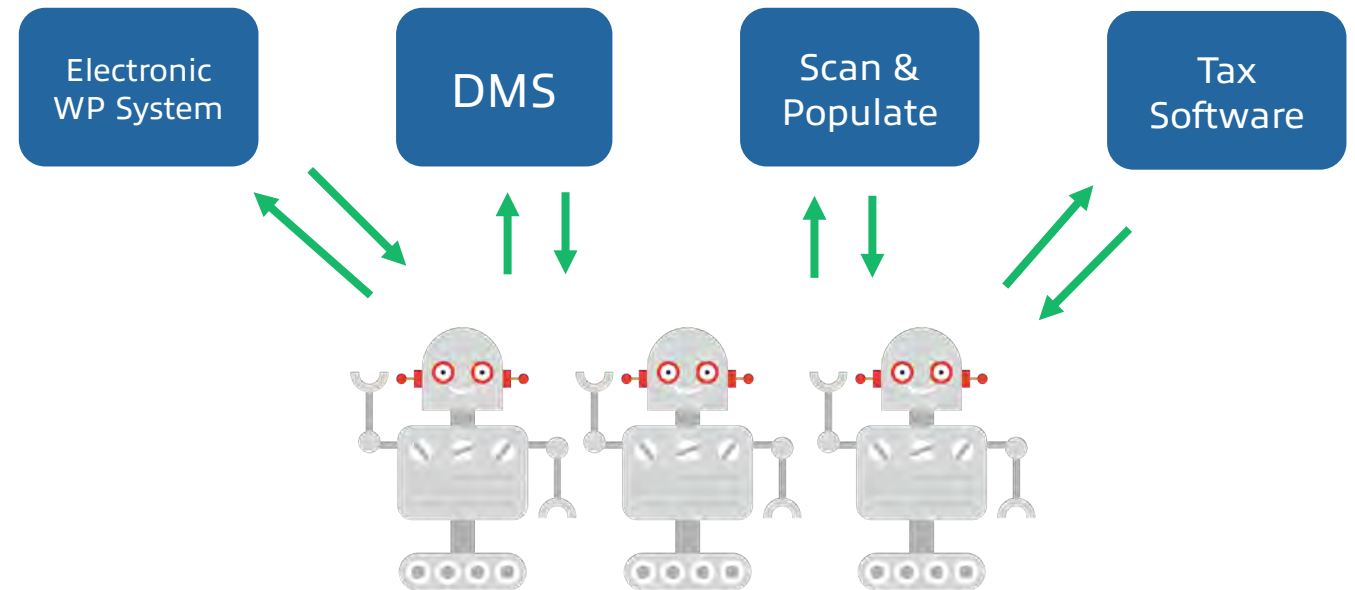 Electronic
WP System
DMS
Scan &
Populate
Tax
Software